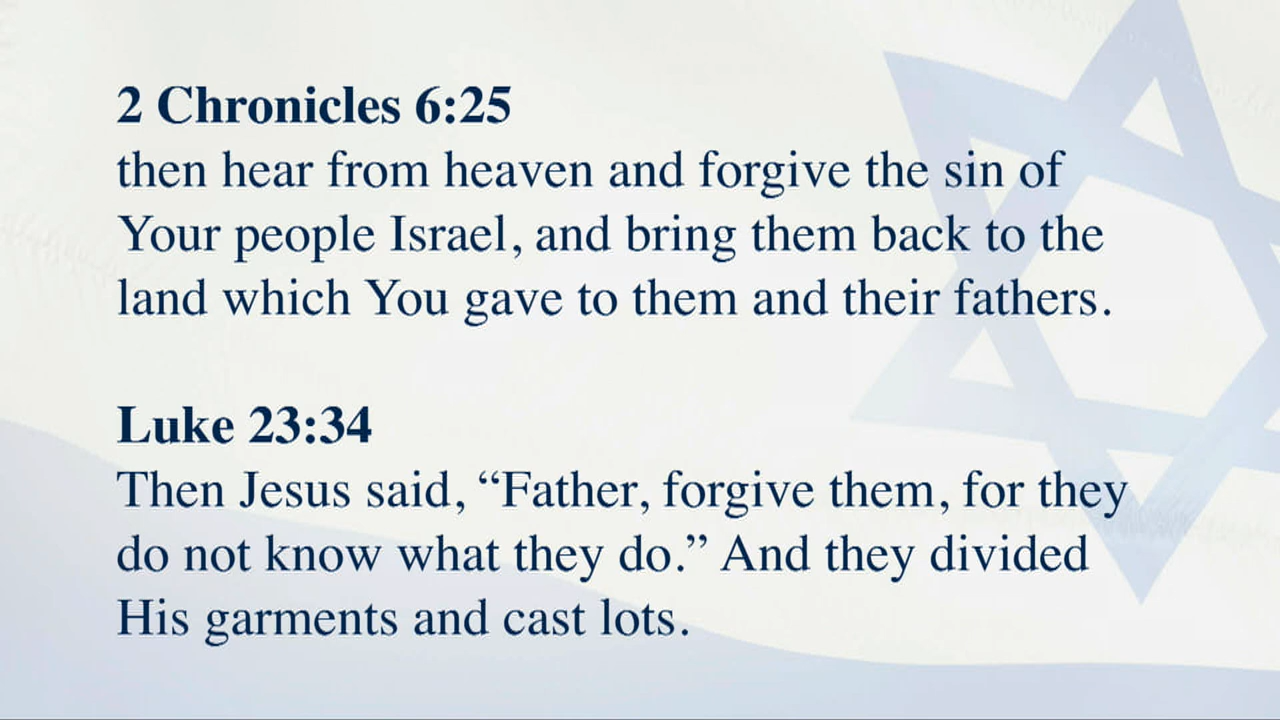 2 Chronicles 6:25
then hear from heaven and forgive the sin of
Your people Israel, and bring them back to the
land which You gave to them and their fathers.
Luke 23:34
Then Jesus said, “Father, forgive them, for they
do not know what they do.” And they divided
His garments and cast lots.